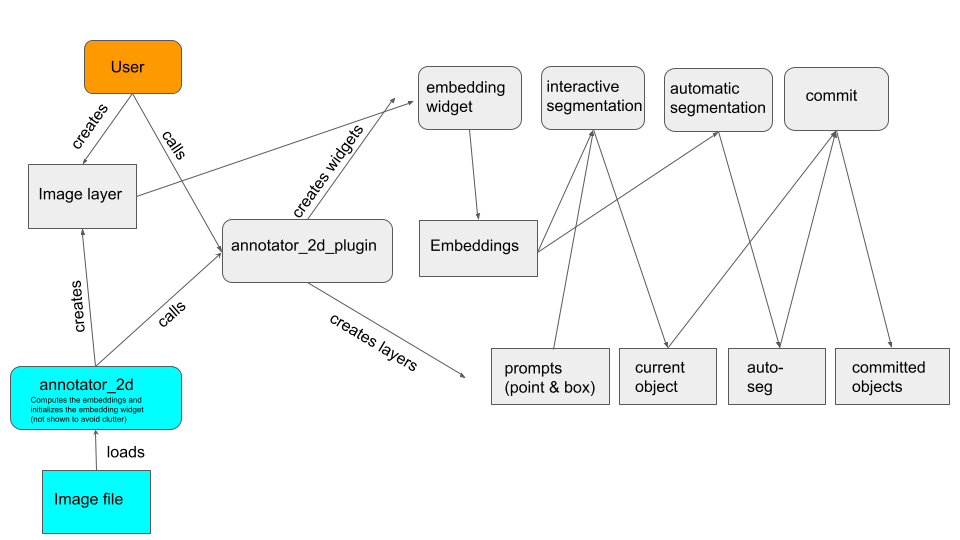 User
embedding
widget
interactive
segmentation
automatic
segmentation
commit
creates
calls
creates widgets
Image layer
annotator_2d_plugin
Embeddings
creates
calls
creates layers
prompts
(point & box)
current
object
auto-
seg
committed
objects
annotator_2d
Computes the embeddings and
initializes the embedding widget
(not shown to avoid clutter)
loads
Image file